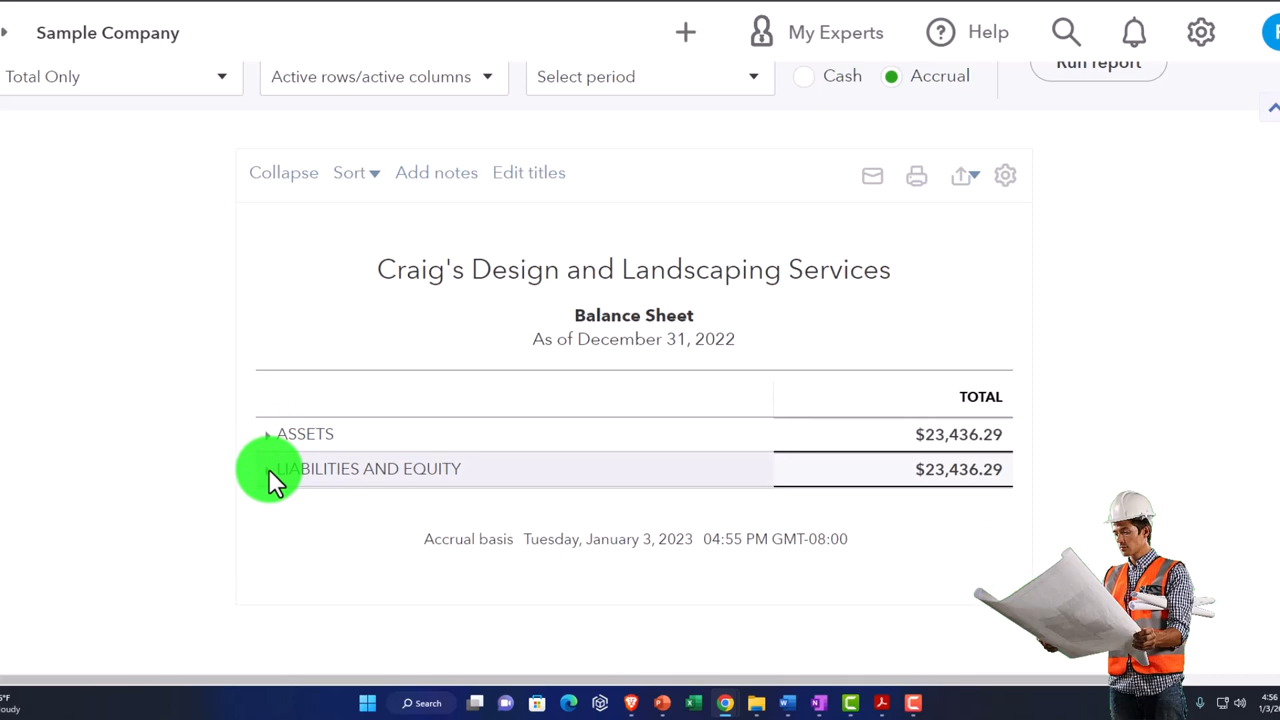 Sample Company
My Experts
Help
Total Only
Active rows/active columns
Select period
Cash
Accrual
Run report
Collapse
Sort
Add notes
Edit titles
Craig's Design and Landscaping Services
Balance Sheet
As of December 31, 2022
TOTAL
ASSETS $23,436.29
LIABILITIES AND EQUITY $23,436.29
Accrual basis Tuesday, January 3, 2023 04:55 PM GMT-08:00
Search
4:56